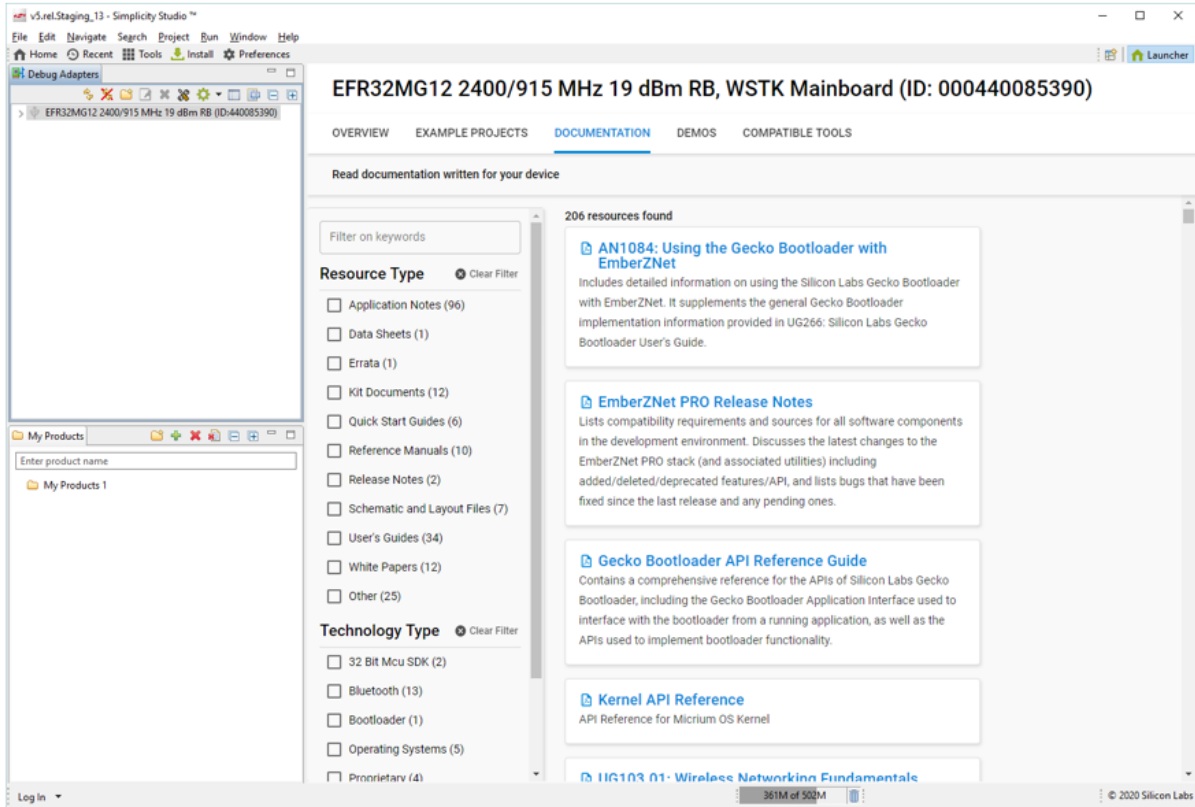 v5.rel.Staging_13 - Simplicity Studio ™
File Edit Navigate Search Project Run Window Help
Home Recent Tools Install Preferences
Launcher
Debug Adapters
EFR32MG12 2400/915 MHz 19 dBm RB (ID:440085390)
EFR32MG12 2400/915 MHz 19 dBm RB, WSTK Mainboard (ID: 000440085390)
OVERVIEW EXAMPLE PROJECTS DOCUMENTATION DEMOS COMPATIBLE TOOLS
Read documentation written for your device
Filter on keywords
Resource Type Clear Filter
Application Notes (96)
Data Sheets (1)
Errata (1)
Kit Documents (12)
Quick Start Guides (6)
Reference Manuals (10)
Release Notes (2)
Schematic and Layout Files (7)
User's Guides (34)
White Papers (12)
Other (25)
Technology Type Clear Filter
32 Bit Mcu SDK (2)
Bluetooth (13)
Bootloader (1)
Operating Systems (5)
Proprietary (4)
206 resources found
AN1084: Using the Gecko Bootloader with
EmberZNet
Includes detailed information on using the Silicon Labs Gecko Bootloader
with EmberZNet. It supplements the general Gecko Bootloader
implementation information provided in UG266: Silicon Labs Gecko
Bootloader User's Guide.
EmberZNet PRO Release Notes
Lists compatibility requirements and sources for all software components
in the development environment. Discusses the latest changes to the
EmberZNet PRO stack (and associated utilities) including
added/deleted/deprecated features/API, and lists bugs that have been
fixed since the last release and any pending ones.
Gecko Bootloader API Reference Guide
Contains a comprehensive reference for the APIs of Silicon Labs Gecko
Bootloader, including the Gecko Bootloader Application Interface used to
interface with the bootloader from a running application, as well as the
APIs used to implement bootloader functionality.
Kernel API Reference
API Reference for Micrium OS Kernel
UG103.01: Wireless Networking Fundamentals
My Products
Enter product name
My Products 1
Log In
361M of 502M
© 2020 Silicon Labs